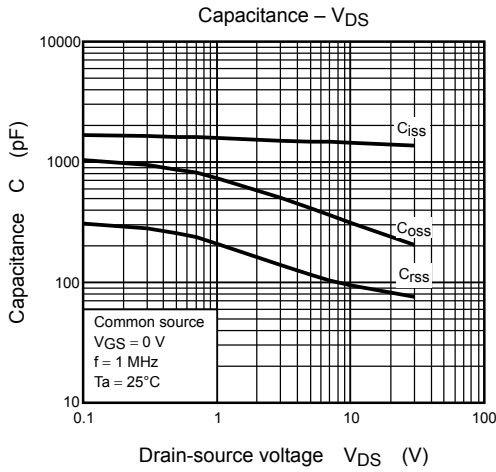 Capacitance – VDS
Capacitance C (pF)
10000
1000
100
10
Ciss
Coss
Crss
Common source
VGS = 0 V
f = 1 MHz
Ta = 25°C
0.1
1
10
100
Drain-source voltage VDS (V)